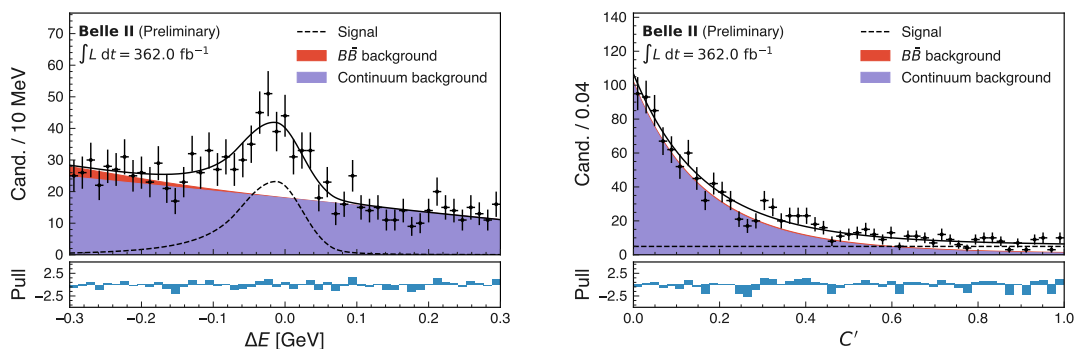 Belle II (Preliminary)
∫L dt = 362.0 fb⁻¹
Signal
BB̄ background
Continuum background
Cand. / 10 MeV
70
60
50
40
30
20
10
0
Pull
2.5
−2.5
−0.3
−0.2
−0.1
0.0
0.1
0.2
0.3
ΔE [GeV]
Belle II (Preliminary)
∫L dt = 362.0 fb⁻¹
Signal
BB̄ background
Continuum background
Cand. / 0.04
140
120
100
80
60
40
20
0
Pull
2.5
−2.5
0.0
0.2
0.4
0.6
0.8
1.0
C′